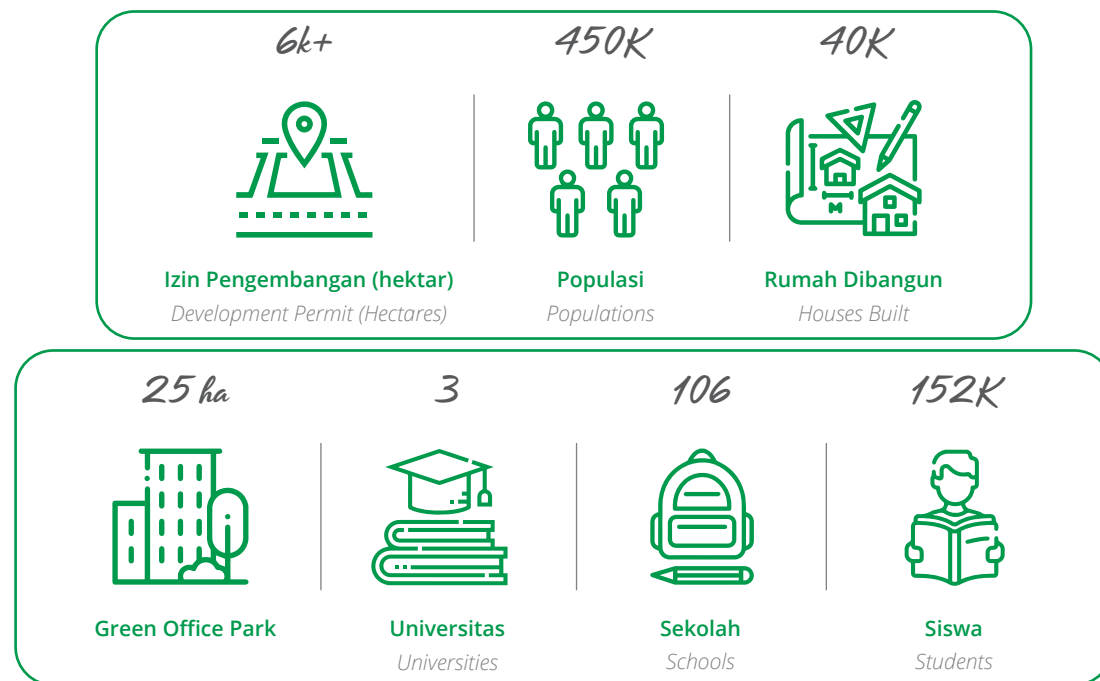 6k+
450K
40K
Izin Pengembangan (hektar)
Development Permit (Hectares)
Populasi
Populations
Rumah Dibangun
Houses Built
25 ha
3
106
152K
Green Office Park
Universitas
Universities
Sekolah
Schools
Siswa
Students